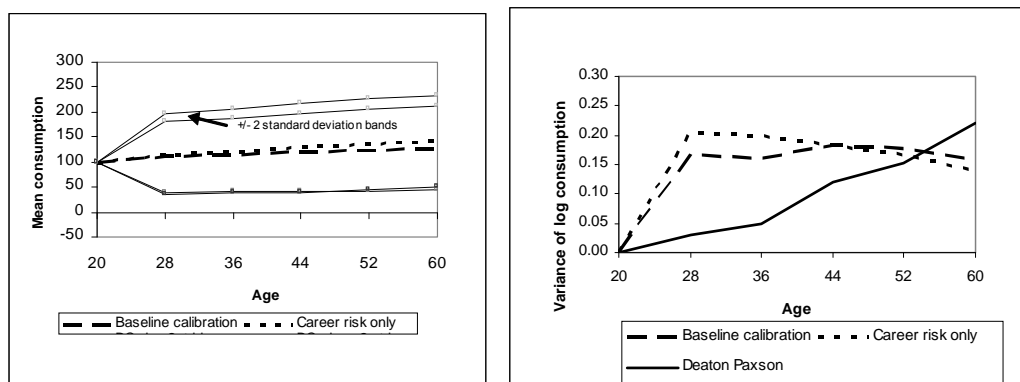 Mean consumption
300
250
200
150
100
50
0
-50
+/- 2 standard deviation bands
20 28 36 44 52 60
Age
Baseline calibration Career risk only
Variance of log consumption
0.30
0.25
0.20
0.15
0.10
0.05
0.00
20 28 36 44 52 60
Age
Baseline calibration Career risk only
Deaton Paxson